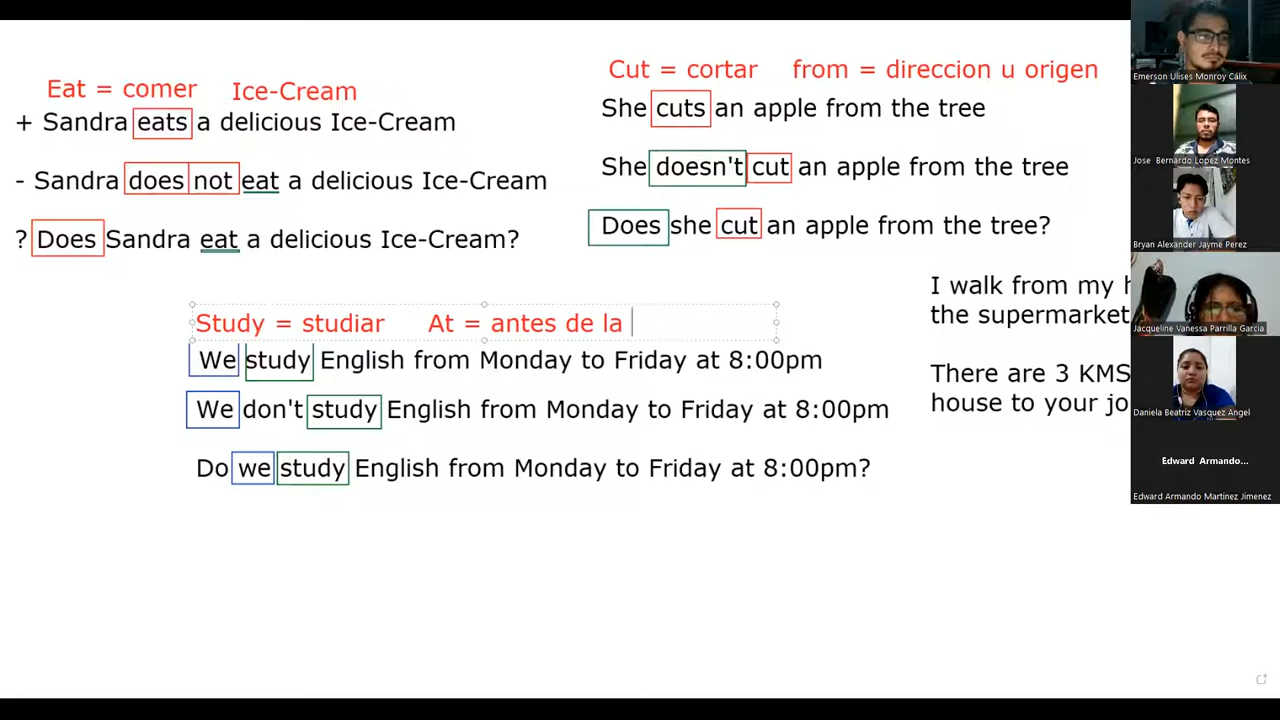 Eat = comer Ice-Cream
+ Sandra eats a delicious Ice-Cream
- Sandra does not eat a delicious Ice-Cream
? Does Sandra eat a delicious Ice-Cream?
Cut = cortar from = direccion u origen
She cuts an apple from the tree
She doesn't cut an apple from the tree
Does she cut an apple from the tree?
I walk from my
the supermarket
There are 3 KMS
house to your
Study = studiar At = antes de la
We study English from Monday to Friday at 8:00pm
We don't study English from Monday to Friday at 8:00pm
Do we study English from Monday to Friday at 8:00pm?
Emerson Ulises Monroy Cálix
Jose Bernardo Lopez Montes
Bryan Alexander Jayme Perez
Jacqueline Vanessa Parrilla Garcia
Daniela Beatriz Vasquez Angel
Edward Armando...
Edward Armando Martinez Jimenez